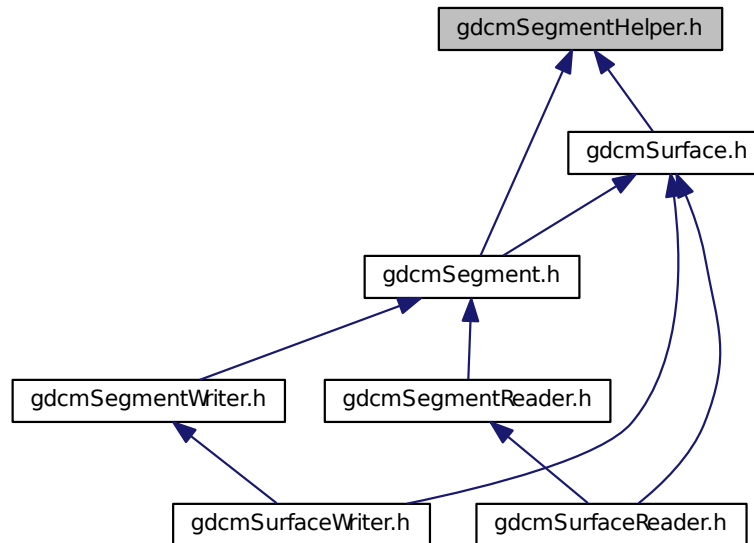 gdcmSegmentHelper.h
gdcmSurface.h
gdcmSegment.h
gdcmSegmentWriter.h
gdcmSegmentReader.h
gdcmSurfaceWriter.h
gdcmSurfaceReader.h